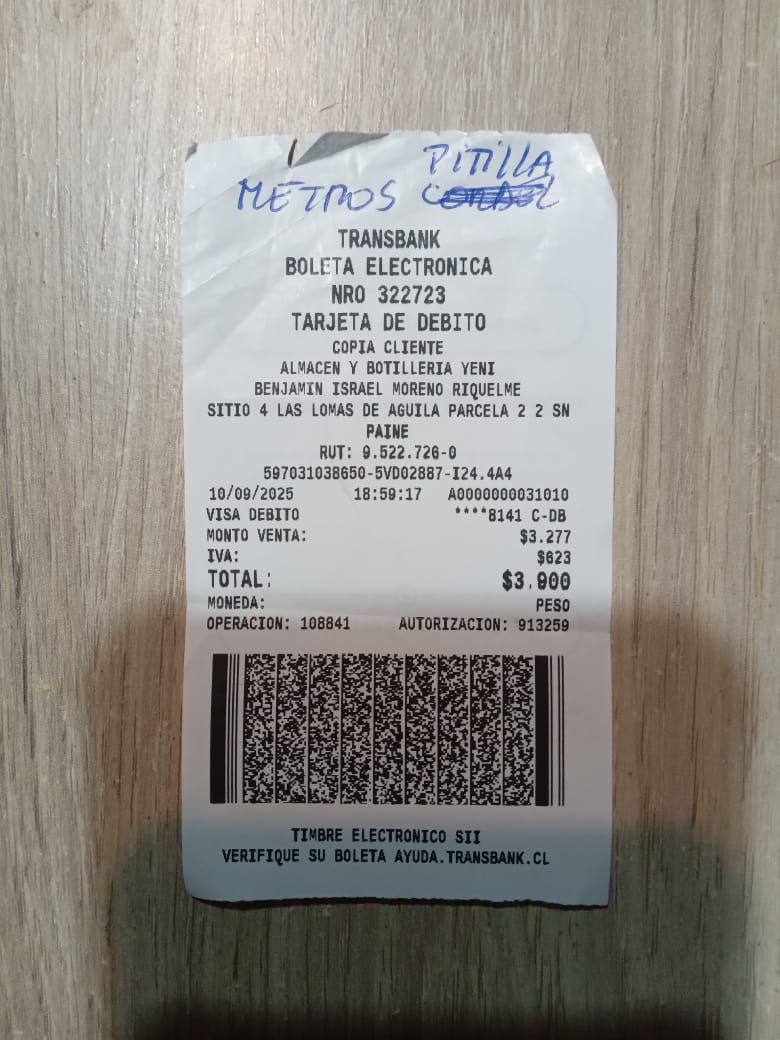 PITILLA
METROS
TRANSBANK
BOLETA ELECTRONICA
NRO 322723
TARJETA DE DEBITO
COPIA CLIENTE
ALMACEN Y BOTILLERIA YENI
BENJAMIN ISRAEL MORENO RIQUELME
SITIO 4 LAS LOMAS DE AGUILA PARCELA 2 2 SN
PAINE
RUT: 9.522.726-0
597031038650-5VD02887-I24.4A4
10/09/2025 18:59:17 A0000000031010
VISA DEBITO ****8141 C-DB
MONTO VENTA: $3.277
IVA: $623
TOTAL: $3.900
MONEDA: PESO
OPERACION: 108841 AUTORIZACION: 913259
TIMBRE ELECTRONICO SII
VERIFIQUE SU BOLETA AYUDA.TRANSBANK.CL